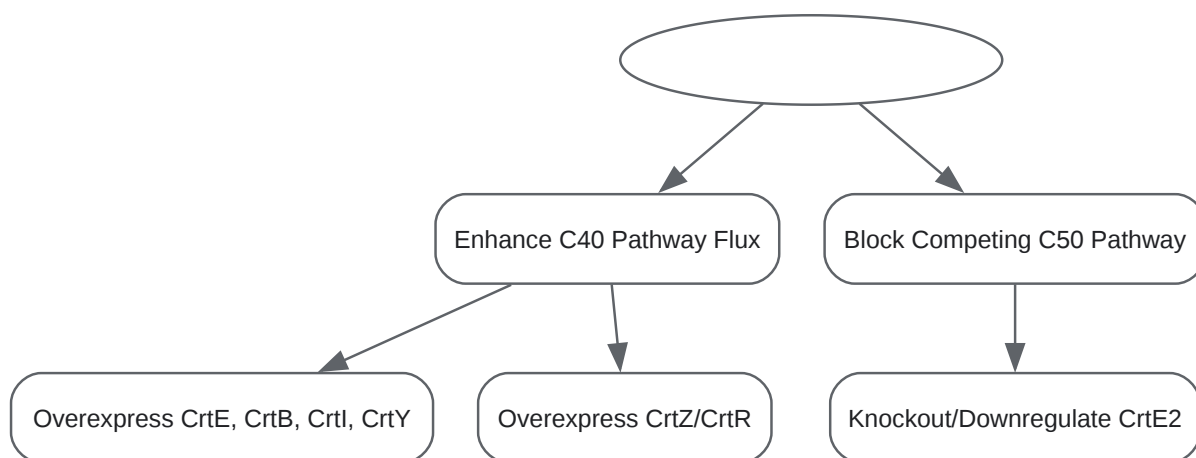 Enhance C40 Pathway Flux
Block Competing C50 Pathway
Overexpress CrtE, CrtB, CrtI, CrtY
Overexpress CrtZ/CrtR
Knockout/Downregulate CrtE2